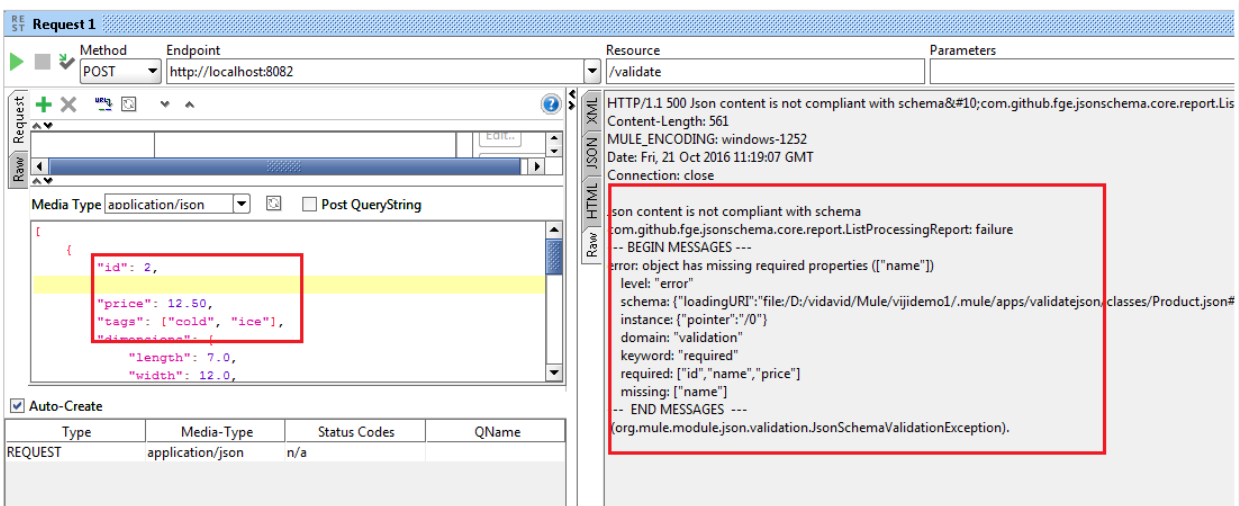 REST Request 1
Method Endpoint Resource Parameters
POST http://localhost:8082 /validate
Request
Raw
Edit..
Media Type application/json Post QueryString
[
{
"id": 2,
"price": 12.50,
"tags": ["cold", "ice"],
"dimensions": {
"length": 7.0,
"width": 12.0,
Auto-Create
Type Media-Type Status Codes QName
REQUEST application/json n/a
XML
JSON
HTML
Raw
HTTP/1.1 500 Json content is not compliant with schema&#10;com.github.fge.jsonschema.core.report.Lis
Content-Length: 561
MULE_ENCODING: windows-1252
Date: Fri, 21 Oct 2016 11:19:07 GMT
Connection: close
Json content is not compliant with schema
com.github.fge.jsonschema.core.report.ListProcessingReport: failure
--- BEGIN MESSAGES ---
error: object has missing required properties (["name"])
level: "error"
schema: {"loadingURI":"file:/D:/vidavid/Mule/vijidemo1/.mule/apps/validatejson/classes/Product.json#
instance: {"pointer":"/0"}
domain: "validation"
keyword: "required"
required: ["id","name","price"]
missing: ["name"]
--- END MESSAGES ---
(org.mule.module.json.validation.JsonSchemaValidationException).